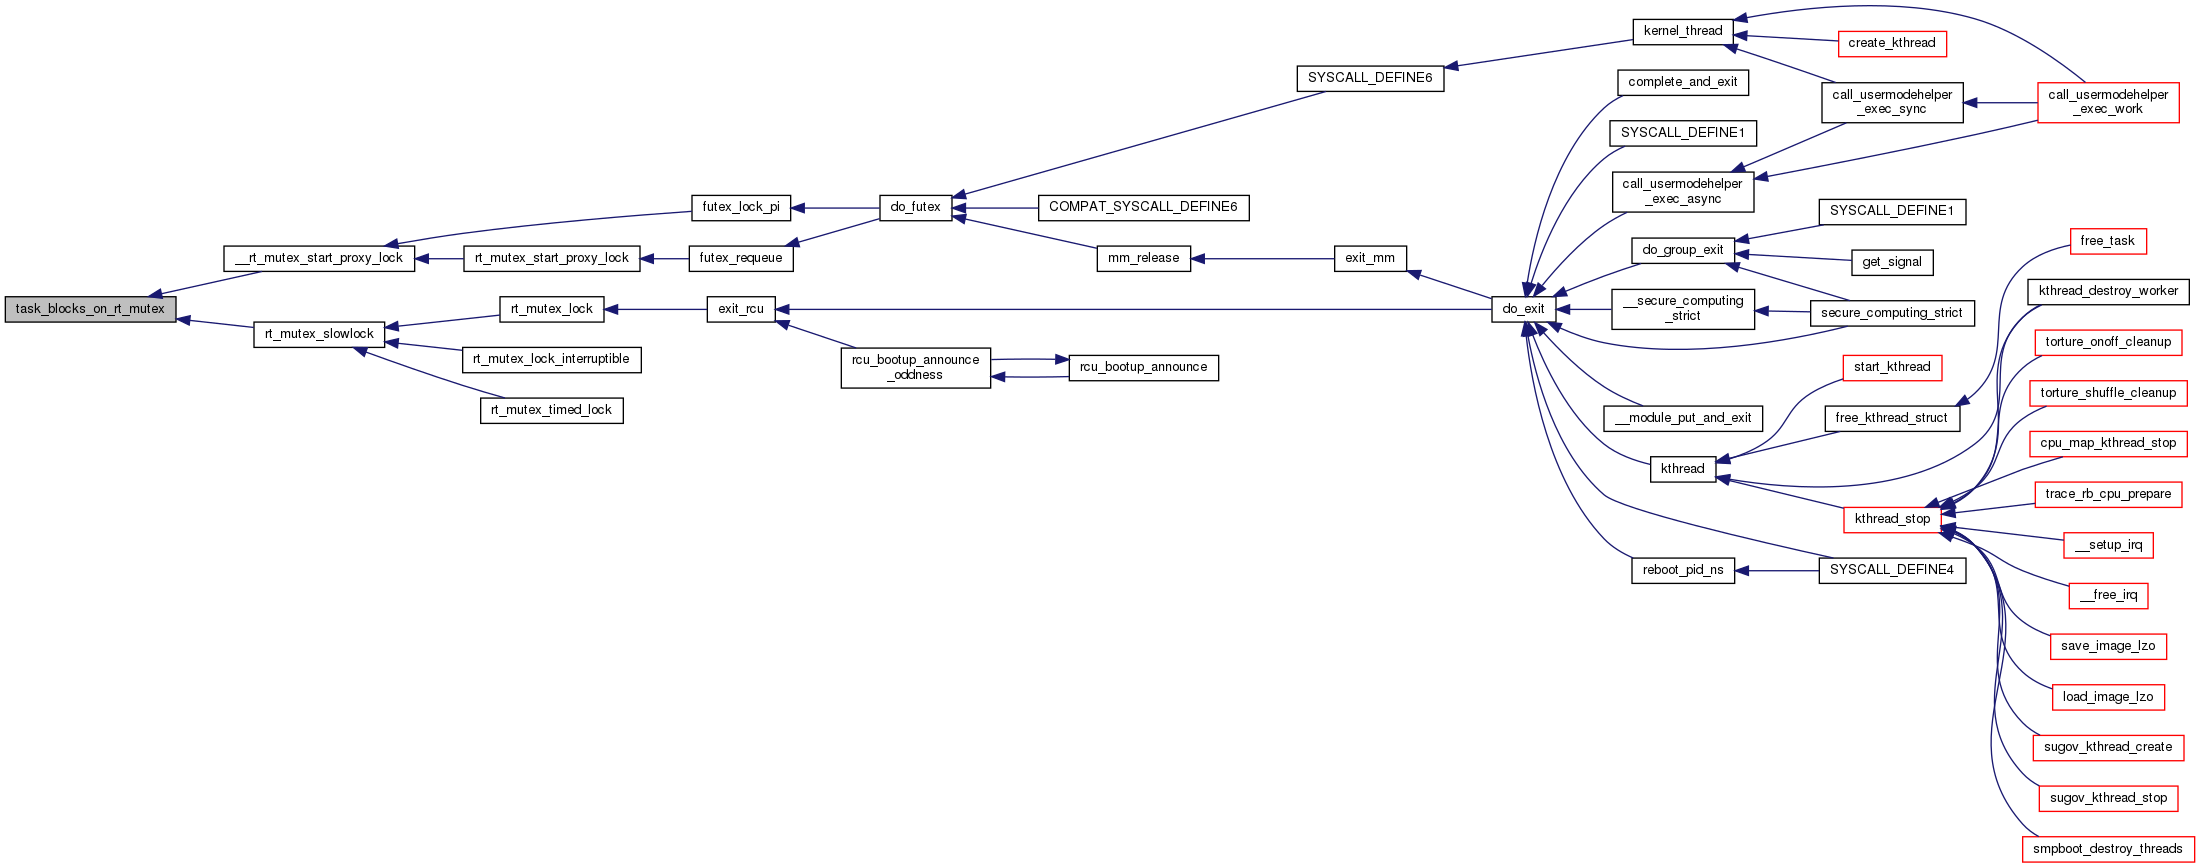 kernel_thread
create_kthread
SYSCALL_DEFINE6
complete_and_exit
call_usermodehelper
_exec_sync
call_usermodehelper
_exec_work
SYSCALL_DEFINE1
call_usermodehelper
_exec_async
futex_lock_pi
do_futex
COMPAT_SYSCALL_DEFINE6
SYSCALL_DEFINE1
do_group_exit
free_task
__rt_mutex_start_proxy_lock
rt_mutex_start_proxy_lock
futex_requeue
mm_release
exit_mm
get_signal
kthread_destroy_worker
task_blocks_on_rt_mutex
rt_mutex_lock
exit_rcu
do_exit
__secure_computing
_strict
secure_computing_strict
rt_mutex_slowlock
torture_onoff_cleanup
rt_mutex_lock_interruptible
rcu_bootup_announce
_oddness
rcu_bootup_announce
start_kthread
torture_shuffle_cleanup
rt_mutex_timed_lock
__module_put_and_exit
free_kthread_struct
cpu_map_kthread_stop
kthread
trace_rb_cpu_prepare
kthread_stop
__setup_irq
reboot_pid_ns
SYSCALL_DEFINE4
__free_irq
save_image_lzo
load_image_lzo
sugov_kthread_create
sugov_kthread_stop
smpboot_destroy_threads